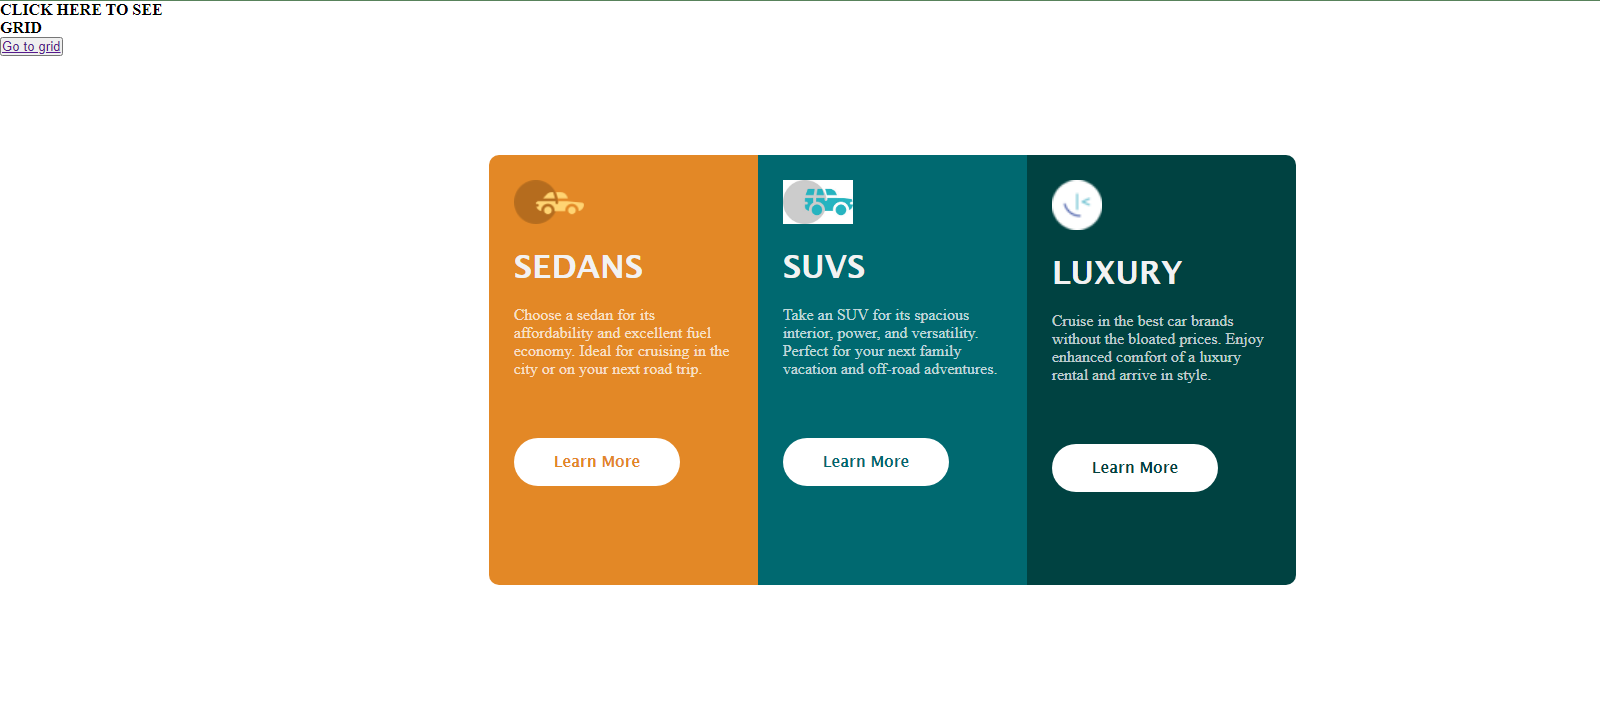 CLICK HERE TO SEE
GRID
Go to grid
SEDANS
Choose a sedan for its
affordability and excellent fuel
economy. Ideal for cruising in the
city or on your next road trip.
Learn More
SUVS
Take an SUV for its spacious
interior, power, and versatility.
Perfect for your next family
vacation and off-road adventures.
Learn More
LUXURY
Cruise in the best car brands
without the bloated prices. Enjoy
enhanced comfort of a luxury
rental and arrive in style.
Learn More